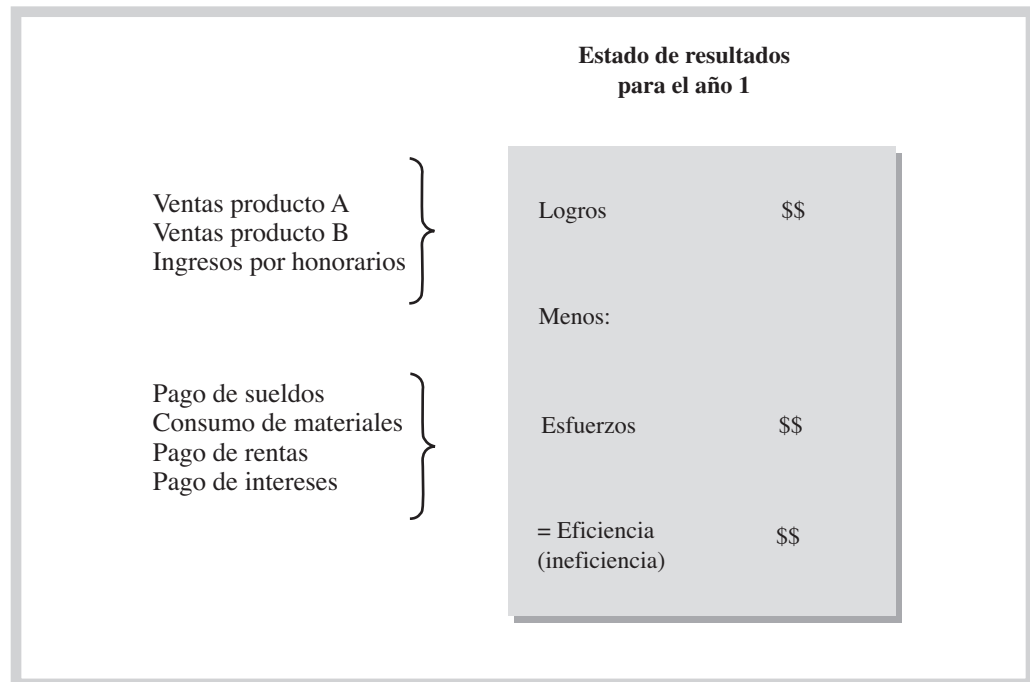 Estado de resultados
para el año 1
Ventas producto A
Ventas producto B
Ingresos por honorarios
Logros $$
Menos:
Pago de sueldos
Consumo de materiales
Pago de rentas
Pago de intereses
Esfuerzos $$
= Eficiencia $$
(ineficiencia)